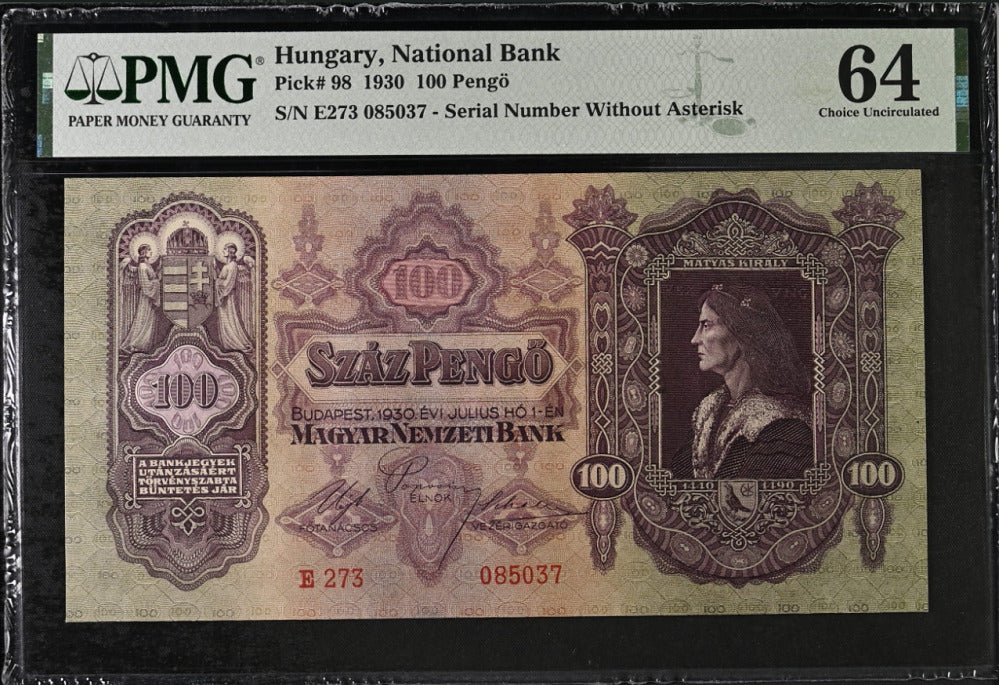 PMG®
PAPER MONEY GUARANTY
Hungary, National Bank
Pick# 98 1930 100 Pengö
S/N E273 085037 - Serial Number Without Asterisk
64
Choice Uncirculated
100
SZÁZ PENGŐ
BUDAPEST, 1930. ÉVI JULIUS HÓ 1-ÉN
MAGYAR NEMZETI BANK
ELNÖK
FŐTANÁCSOS
VEZÉRIGAZGATÓ
E 273
085037
100
A BANKJEGYEK
UTÁNZÁSÁÉRT
TÖRVÉNYSZABTA
BÜNTETÉS JÁR
MÁTYÁS KIRÁLY
100
100
1440
1490